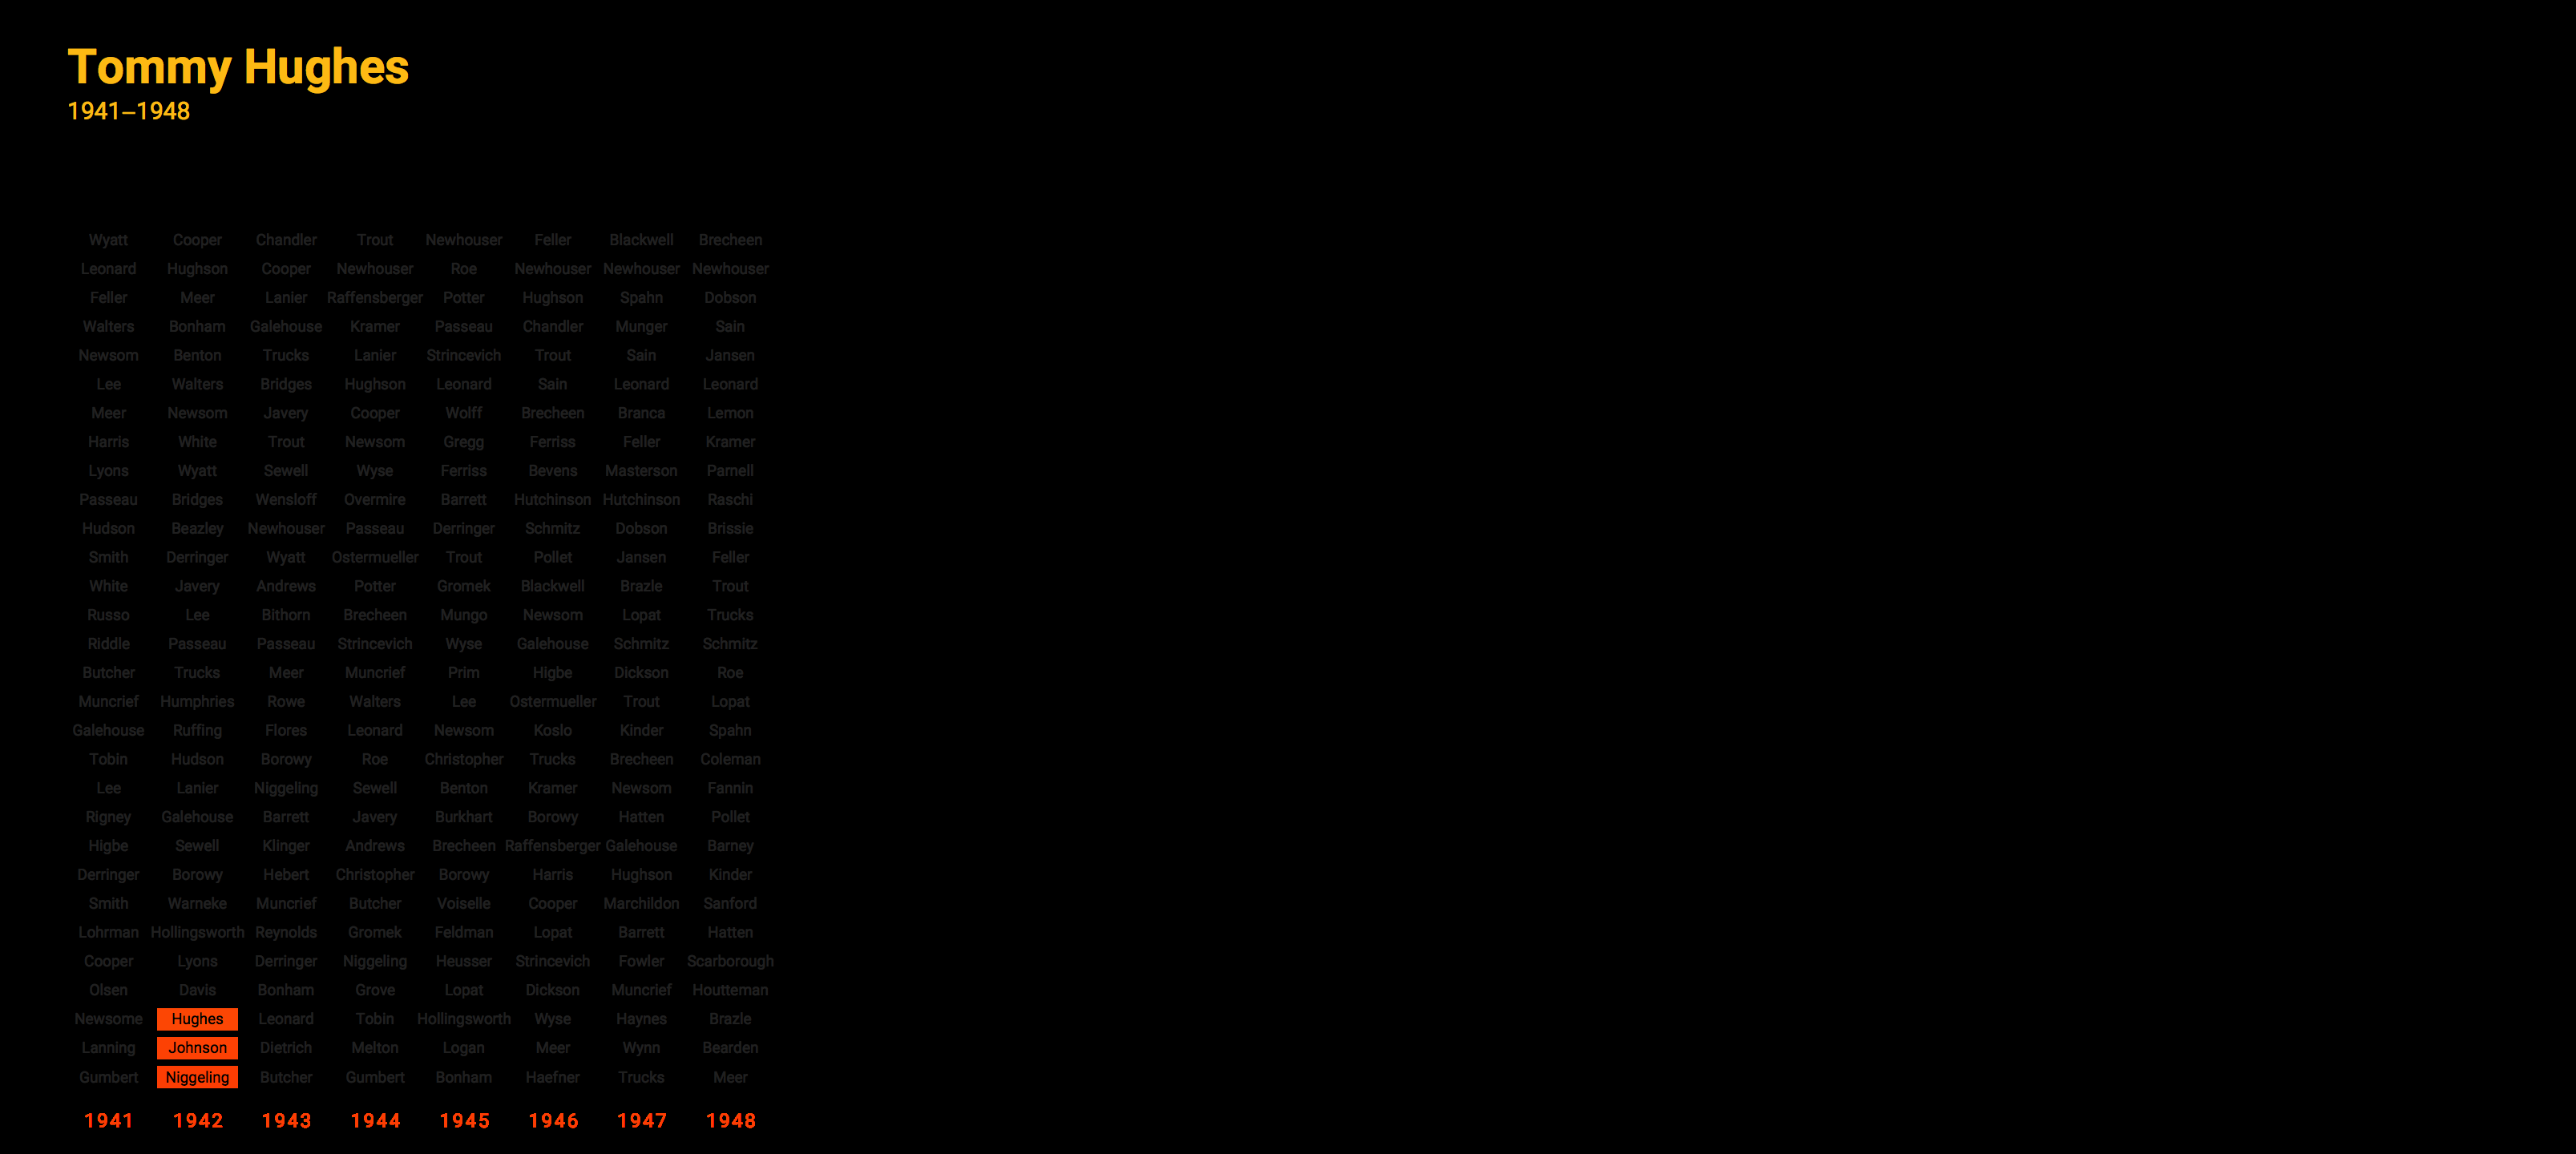 Tommy Hughes
1941–1948
Wyatt Cooper Chandler Trout Newhouser Feller Blackwell Brecheen
Leonard Hughson Cooper Newhouser Roe Newhouser Newhouser Newhouser
Feller Meer Lanier Raffensberger Potter Hughson Spahn Dobson
Walters Bonham Galehouse Kramer Passeau Chandler Munger Sain
Newsom Benton Trucks Lanier Strincevich Trout Sain Jansen
Lee Walters Bridges Hughson Leonard Sain Leonard Leonard
Meer Newsom Javery Cooper Wolff Brecheen Branca Lemon
Harris White Trout Newsom Gregg Ferriss Feller Kramer
Lyons Wyatt Sewell Wyse Ferriss Bevens Masterson Parnell
Passeau Bridges Wensloff Overmire Barrett Hutchinson Hutchinson Raschi
Hudson Beazley Newhouser Passeau Derringer Schmitz Dobson Brissie
Smith Derringer Wyatt Ostermueller Trout Pollet Jansen Feller
White Javery Andrews Potter Gromek Blackwell Brazle Trout
Russo Lee Bithorn Brecheen Mungo Newsom Lopat Trucks
Riddle Passeau Passeau Strincevich Wyse Galehouse Schmitz Schmitz
Butcher Trucks Meer Muncrief Prim Higbe Dickson Roe
Muncrief Humphries Rowe Walters Lee Ostermueller Trout Lopat
Galehouse Ruffing Flores Leonard Newsom Koslo Kinder Spahn
Tobin Hudson Borowy Roe Christopher Trucks Brecheen Coleman
Lee Lanier Niggeling Sewell Benton Kramer Newsom Fannin
Rigney Galehouse Barrett Javery Burkhart Borowy Hatten Pollet
Higbe Sewell Klinger Andrews Brecheen Raffensberger Galehouse Barney
Derringer Borowy Hebert Christopher Borowy Harris Hughson Kinder
Smith Warneke Muncrief Butcher Voiselle Cooper Marchildon Sanford
Lohrman Hollingsworth Reynolds Gromek Feldman Lopat Barrett Hatten
Cooper Lyons Derringer Niggeling Heusser Strincevich Fowler Scarborough
Olsen Davis Bonham Grove Lopat Dickson Muncrief Houtteman
Newsome Hughes Leonard Tobin Hollingsworth Wyse Haynes Brazle
Lanning Johnson Dietrich Melton Logan Meer Wynn Bearden
Gumbert Niggeling Butcher Gumbert Bonham Haefner Trucks Meer
1941 1942 1943 1944 1945 1946 1947 1948